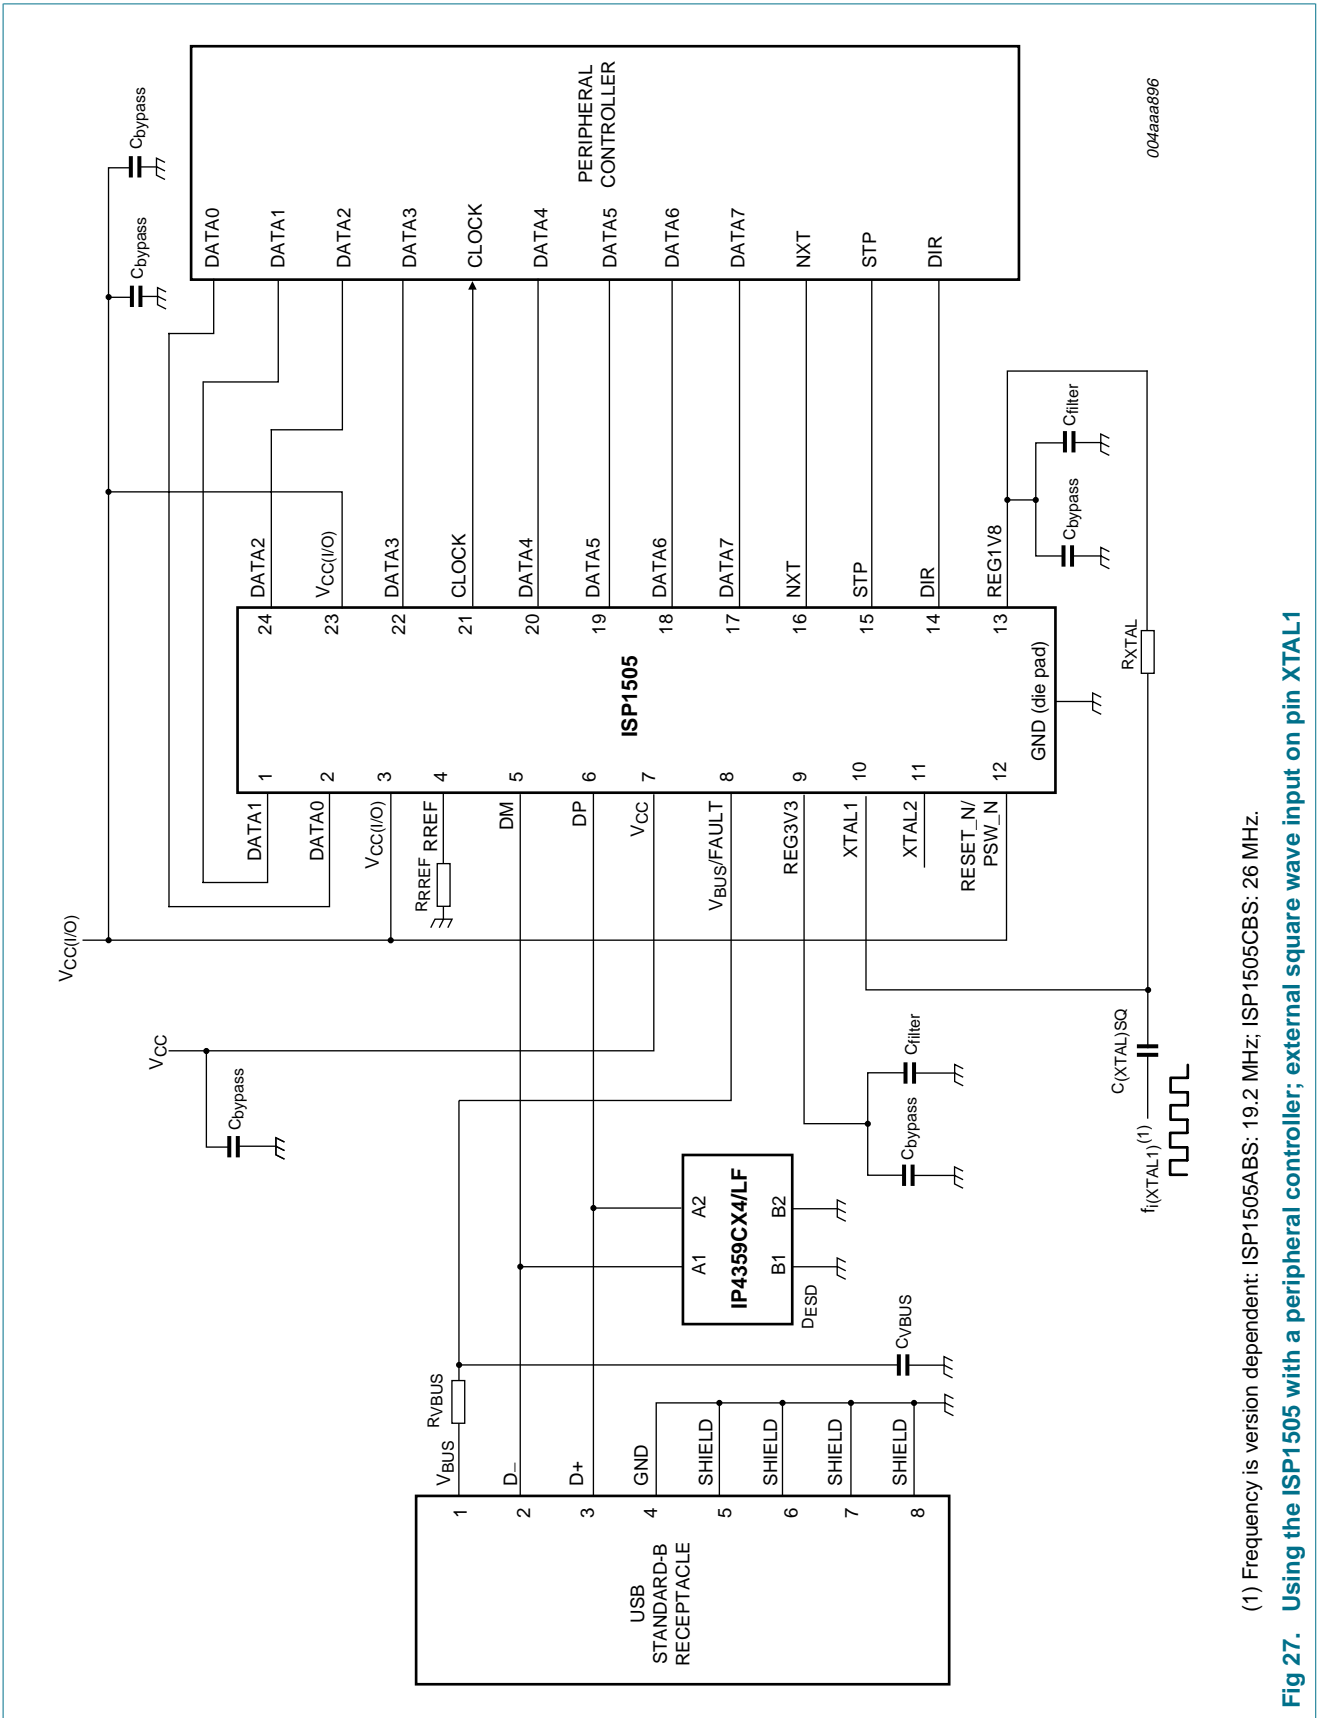 VCC(I/O)
Cbypass
Cbypass
VCC
Cbypass
USB
STANDARD-B
RECEPTACLE
1
2
3
4
5
6
7
8
VBUS
D−
D+
GND
SHIELD
SHIELD
SHIELD
SHIELD
RVBUS
CVBUS
A1
A2
IP4359CX4/LF
B1
B2
DESD
Cbypass
Cfilter
fi(XTAL1)(1)
C(XTAL)SQ
RXTAL
DATA1
DATA0
VCC(I/O)
RRREF
RREF
DM
DP
VCC
VBUS/FAULT
REG3V3
XTAL1
XTAL2
RESET_N/
PSW_N
1
2
3
4
5
6
7
8
9
10
11
12
ISP1505
GND (die pad)
24
23
22
21
20
19
18
17
16
15
14
13
DATA2
VCC(I/O)
DATA3
CLOCK
DATA4
DATA5
DATA6
DATA7
NXT
STP
DIR
REG1V8
Cbypass
Cfilter
DATA0
DATA1
DATA2
DATA3
CLOCK
DATA4
DATA5
DATA6
DATA7
NXT
STP
DIR
PERIPHERAL
CONTROLLER
004aaa896
(1) Frequency is version dependent: ISP1505ABS: 19.2 MHz; ISP1505CBS: 26 MHz.
Fig 27. Using the ISP1505 with a peripheral controller; external square wave input on pin XTAL1